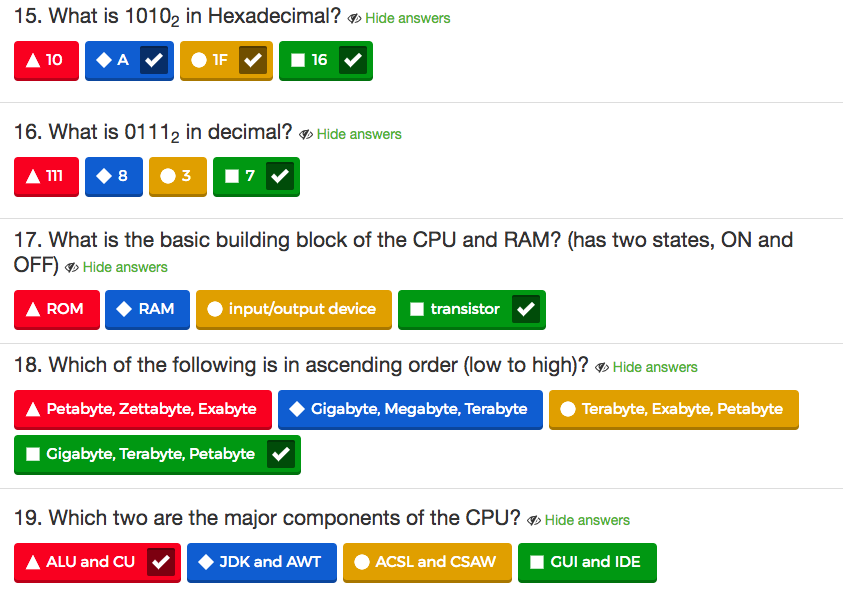 15. What is 1010₂ in Hexadecimal? Hide answers
10 A 1F 16
16. What is 0111₂ in decimal? Hide answers
111 8 3 7
17. What is the basic building block of the CPU and RAM? (has two states, ON and
OFF) Hide answers
ROM RAM input/output device transistor
18. Which of the following is in ascending order (low to high)? Hide answers
Petabyte, Zettabyte, Exabyte Gigabyte, Megabyte, Terabyte Terabyte, Exabyte, Petabyte
Gigabyte, Terabyte, Petabyte
19. Which two are the major components of the CPU? Hide answers
ALU and CU JDK and AWT ACSL and CSAW GUI and IDE